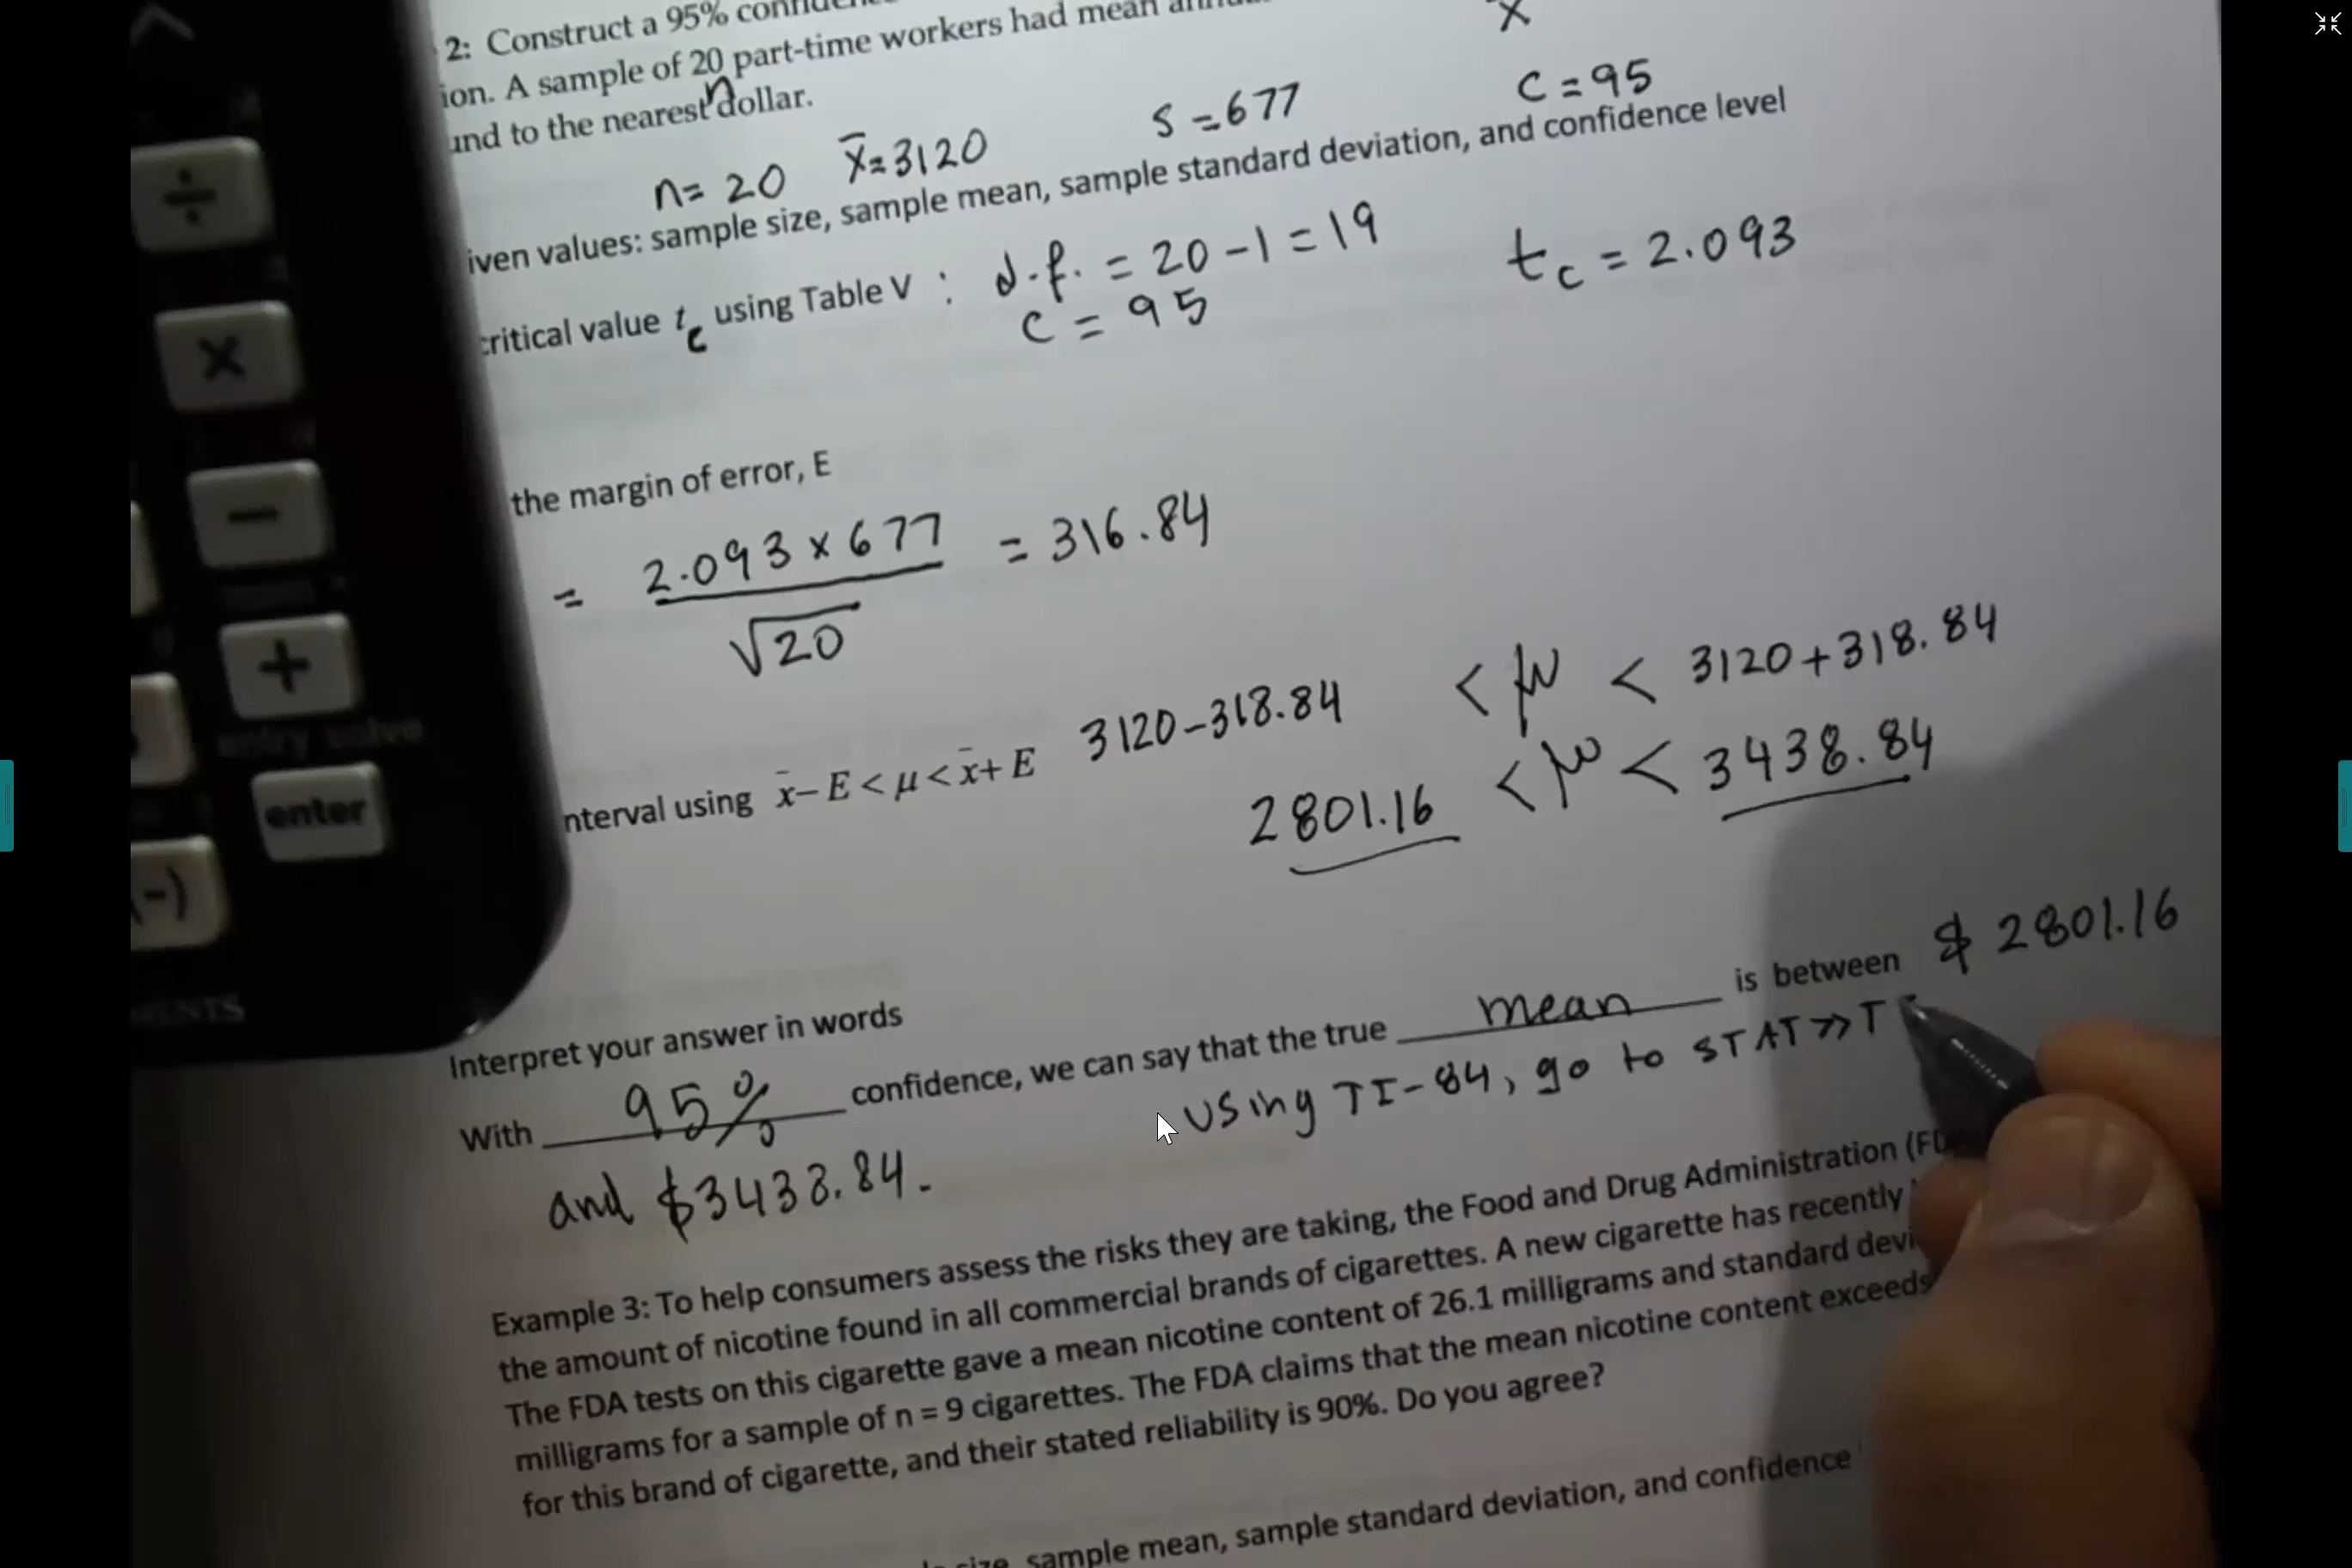 2: Construct a 95%
ion. A sample of 20 part-time workers had mean
n
und to the nearest dollar.
x̄
n = 20 x̄ = 3120 s = 677 c = 95
iven values: sample size, sample mean, sample standard deviation, and confidence level
critical value t_c using Table V : d.f. = 20 - 1 = 19 t_c = 2.093
c = 95
the margin of error, E
= 2.093 x 677 / √20 = 316.84
3120 - 318.84 < μ < 3120 + 318.84
nterval using x̄ - E < μ < x̄ + E
2801.16 < μ < 3438.84
Interpret your answer in words
With 95% confidence, we can say that the true mean is between $ 2801.16
and $3438.84.
Using TI-84, go to STAT >> T
Example 3: To help consumers assess the risks they are taking, the Food and Drug Administration
the amount of nicotine found in all commercial brands of cigarettes. A new cigarette has recently
The FDA tests on this cigarette gave a mean nicotine content of 26.1 milligrams and standard devi
milligrams for a sample of n = 9 cigarettes. The FDA claims that the mean nicotine content exceeds
for this brand of cigarette, and their stated reliability is 90%. Do you agree?
size, sample mean, sample standard deviation, and confidence
÷
×
−
+
entry solve
enter
(-)
MENTS